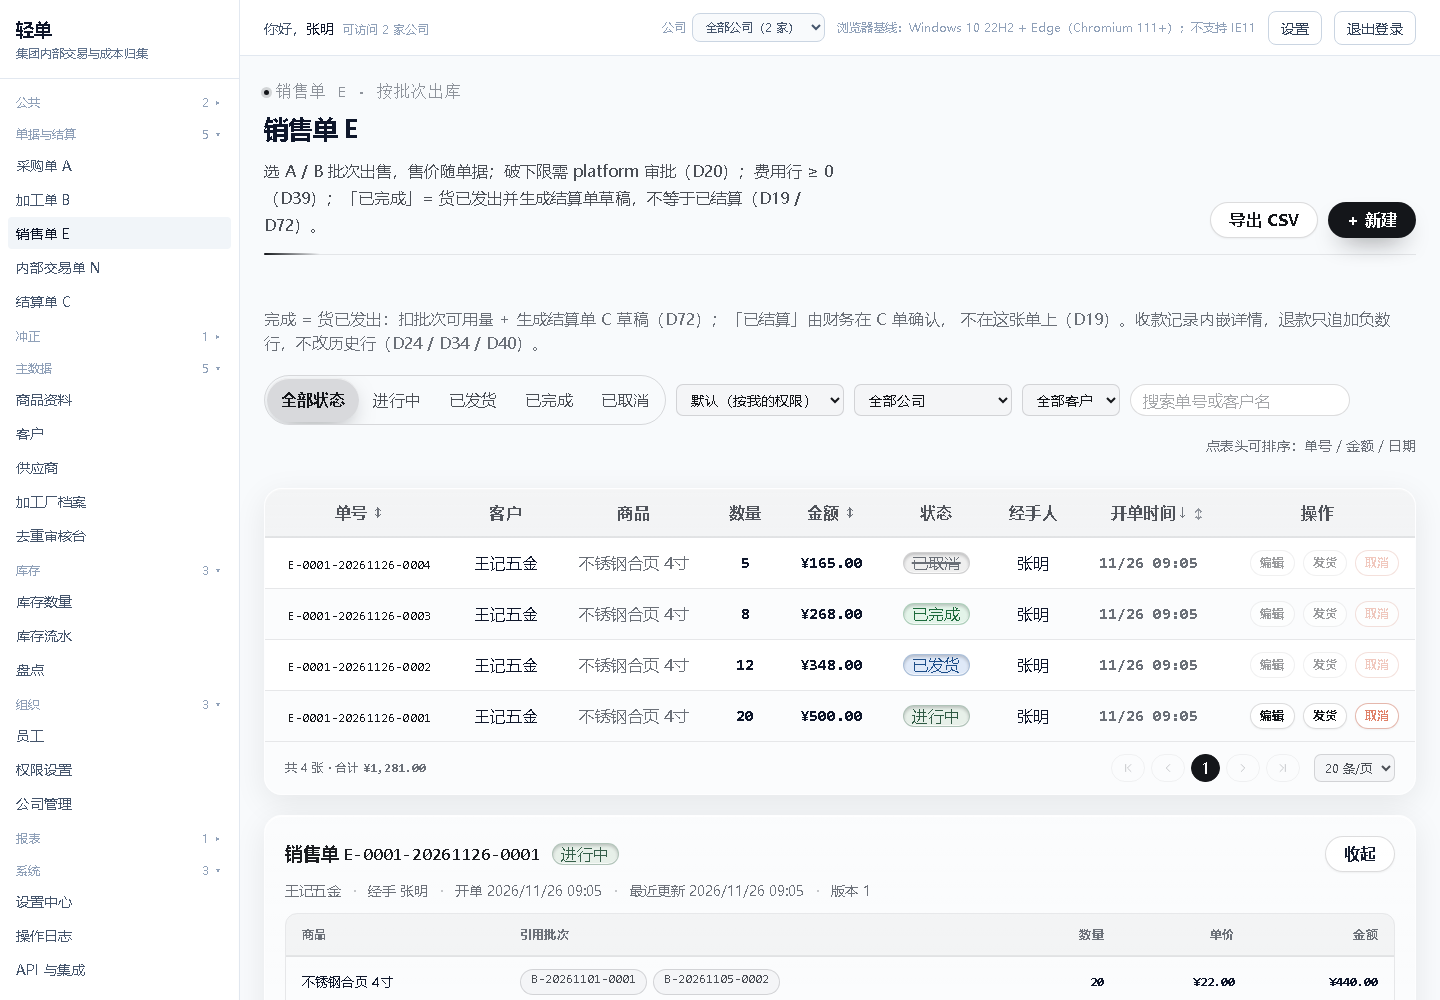 轻单
集团内部交易与成本归集
公共 2
单据与结算 5
采购单 A
加工单 B
销售单 E
内部交易单 N
结算单 C
冲正 1
主数据 5
商品资料
客户
供应商
加工厂档案
去重审核台
库存 3
库存数量
库存流水
盘点
组织 3
员工
权限设置
公司管理
报表 1
系统 3
设置中心
操作日志
API 与集成
你好，张明 可访问 2 家公司
公司 全部公司（2 家） 浏览器基线：Windows 10 22H2 + Edge（Chromium 111+）；不支持 IE11 设置 退出登录
销售单 E - 按批次出库
销售单 E
选 A / B 批次出售，售价随单据；破下限需 platform 审批（D20）；费用行 ≥ 0
（D39）；「已完成」= 货已发出并生成结算单草稿，不等于已结算（D19 /
D72）。
导出 CSV + 新建
完成 = 货已发出：扣批次可用量 + 生成结算单 C 草稿（D72）；「已结算」由财务在 C 单确认， 不在这张单上（D19）。收款记录内嵌详情，退款只追加负数
行，不改历史行（D24 / D34 / D40）。
全部状态 进行中 已发货 已完成 已取消 默认（按我的权限） 全部公司 全部客户 搜索单号或客户名
点表头可排序：单号 / 金额 / 日期
单号 ↕ 客户 商品 数量 金额 ↕ 状态 经手人 开单时间↓ ↕ 操作
E-0001-20261126-0004 王记五金 不锈钢合页 4寸 5 ¥165.00 已取消 张明 11/26 09:05 编辑 发货 取消
E-0001-20261126-0003 王记五金 不锈钢合页 4寸 8 ¥268.00 已完成 张明 11/26 09:05 编辑 发货 取消
E-0001-20261126-0002 王记五金 不锈钢合页 4寸 12 ¥348.00 已发货 张明 11/26 09:05 编辑 发货 取消
E-0001-20261126-0001 王记五金 不锈钢合页 4寸 20 ¥500.00 进行中 张明 11/26 09:05 编辑 发货 取消
共 4 张 · 合计 ¥1,281.00 1 20 条/页
销售单 E-0001-20261126-0001 进行中 收起
王记五金 · 经手 张明 · 开单 2026/11/26 09:05 · 最近更新 2026/11/26 09:05 · 版本 1
商品 引用批次 数量 单价 金额
不锈钢合页 4寸 B-20261101-0001 B-20261105-0002 20 ¥22.00 ¥440.00